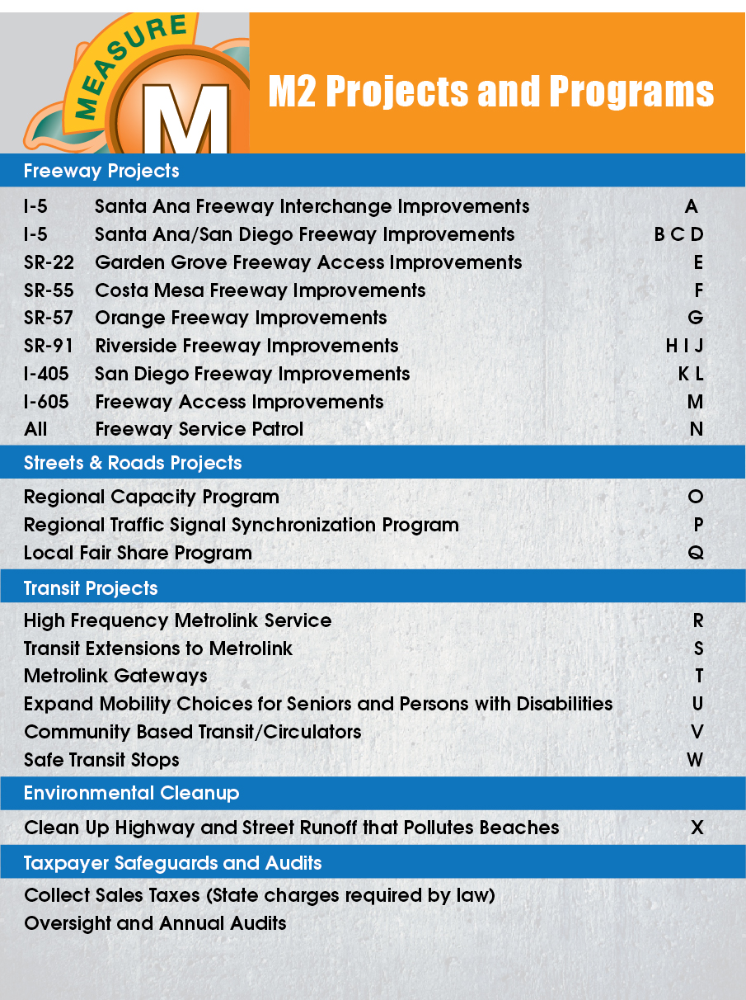 MEASURE
M
M2 Projects and Programs
Freeway Projects
I-5 Santa Ana Freeway Interchange Improvements A
I-5 Santa Ana/San Diego Freeway Improvements B C D
SR-22 Garden Grove Freeway Access Improvements E
SR-55 Costa Mesa Freeway Improvements F
SR-57 Orange Freeway Improvements G
SR-91 Riverside Freeway Improvements H I J
I-405 San Diego Freeway Improvements K L
I-605 Freeway Access Improvements M
All Freeway Service Patrol N
Streets & Roads Projects
Regional Capacity Program O
Regional Traffic Signal Synchronization Program P
Local Fair Share Program Q
Transit Projects
High Frequency Metrolink Service R
Transit Extensions to Metrolink S
Metrolink Gateways T
Expand Mobility Choices for Seniors and Persons with Disabilities U
Community Based Transit/Circulators V
Safe Transit Stops W
Environmental Cleanup
Clean Up Highway and Street Runoff that Pollutes Beaches X
Taxpayer Safeguards and Audits
Collect Sales Taxes (State charges required by law)
Oversight and Annual Audits